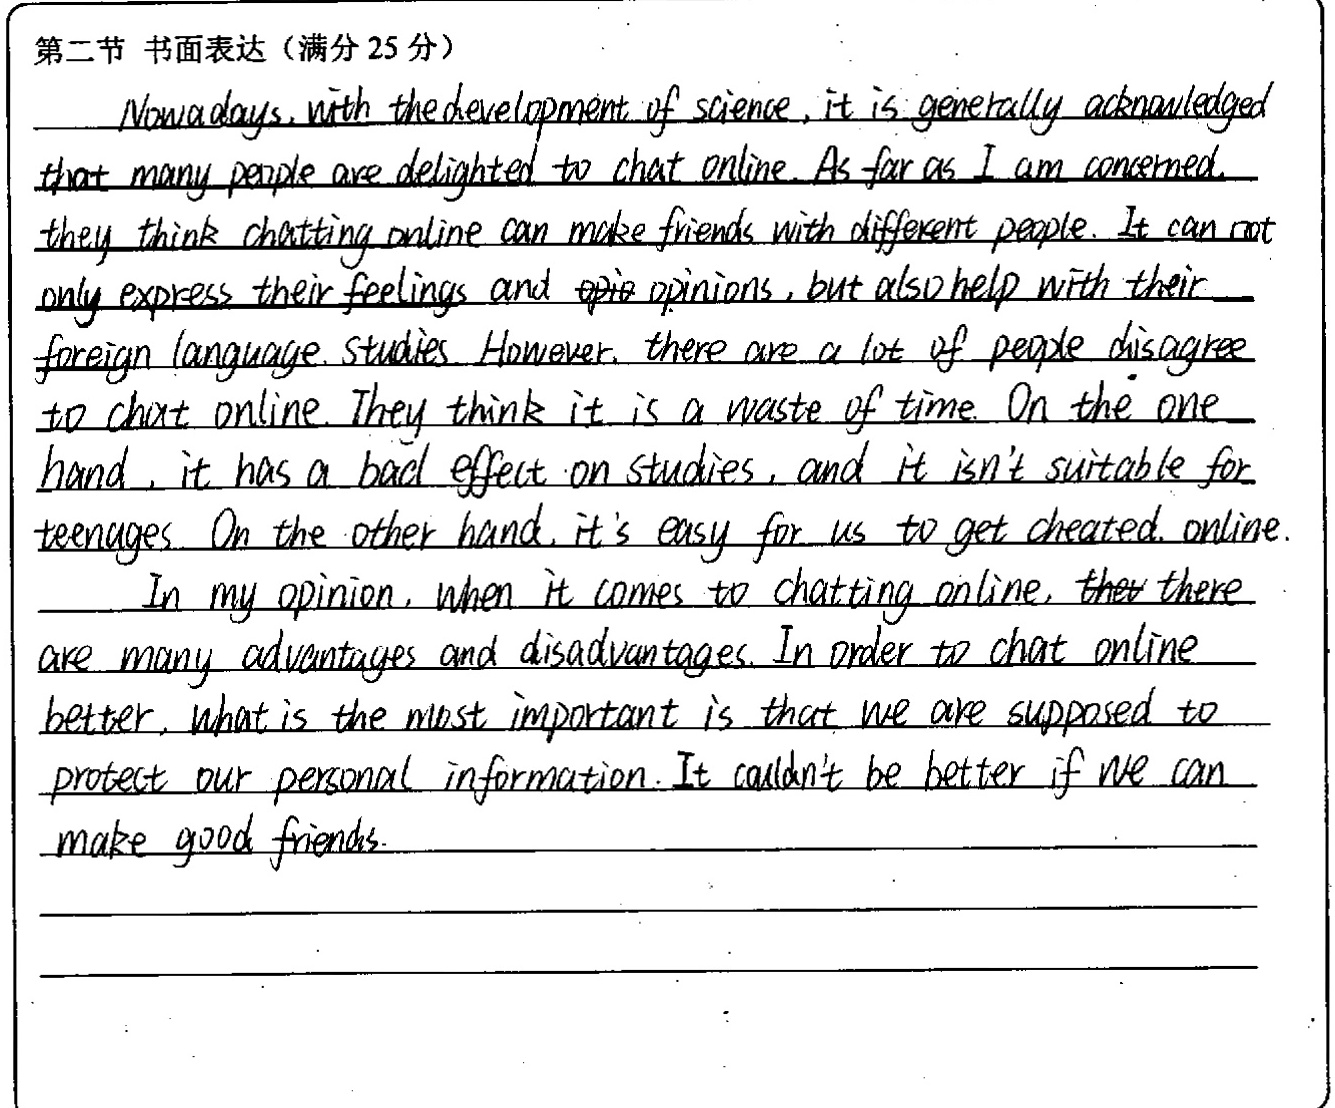 第二节 书面表达（满分 25 分）
Nowadays, with the development of science, it is generally acknowledged
that many people are delighted to chat online. As far as I am concerned,
they think chatting online can make friends with different people. It can not
only express their feelings and opio opinions, but also help with their
foreign language studies. However, there are a lot of people disagree
to chat online. They think it is a waste of time. On the one
hand, it has a bad effect on studies, and it isn't suitable for
teenages. On the other hand, it's easy for us to get cheated online.
In my opinion, when it comes to chatting online, ther there
are many advantages and disadvantages. In order to chat online
better, what is the most important is that we are supposed to
protect our personal information. It couldn't be better if we can
make good friends.